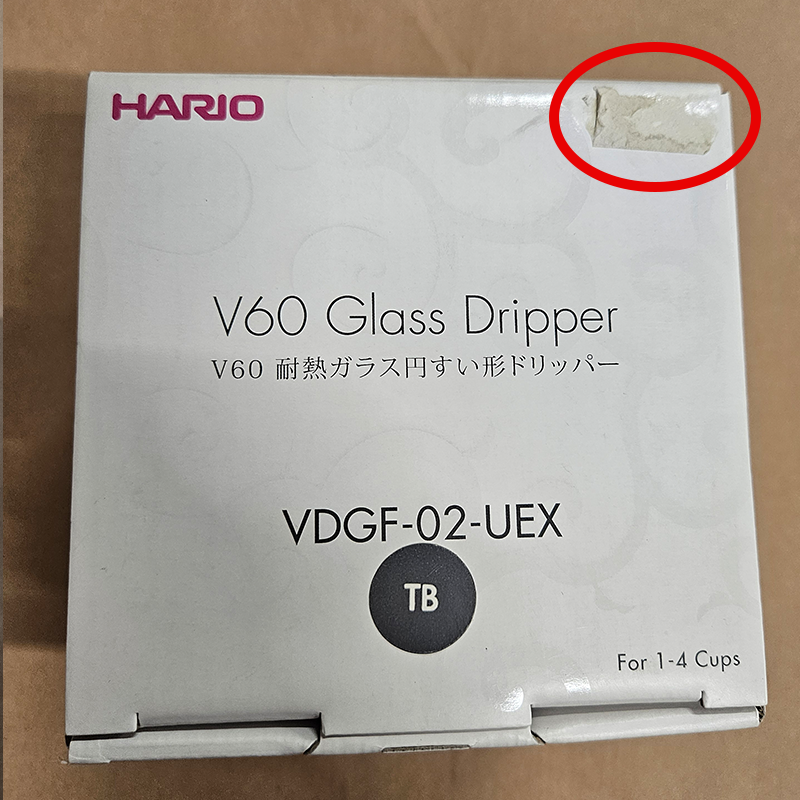 HARIO
V60 Glass Dripper
V60 耐熱ガラス円すい形ドリッパー
VDGF-02-UEX
TB
For 1-4 Cups